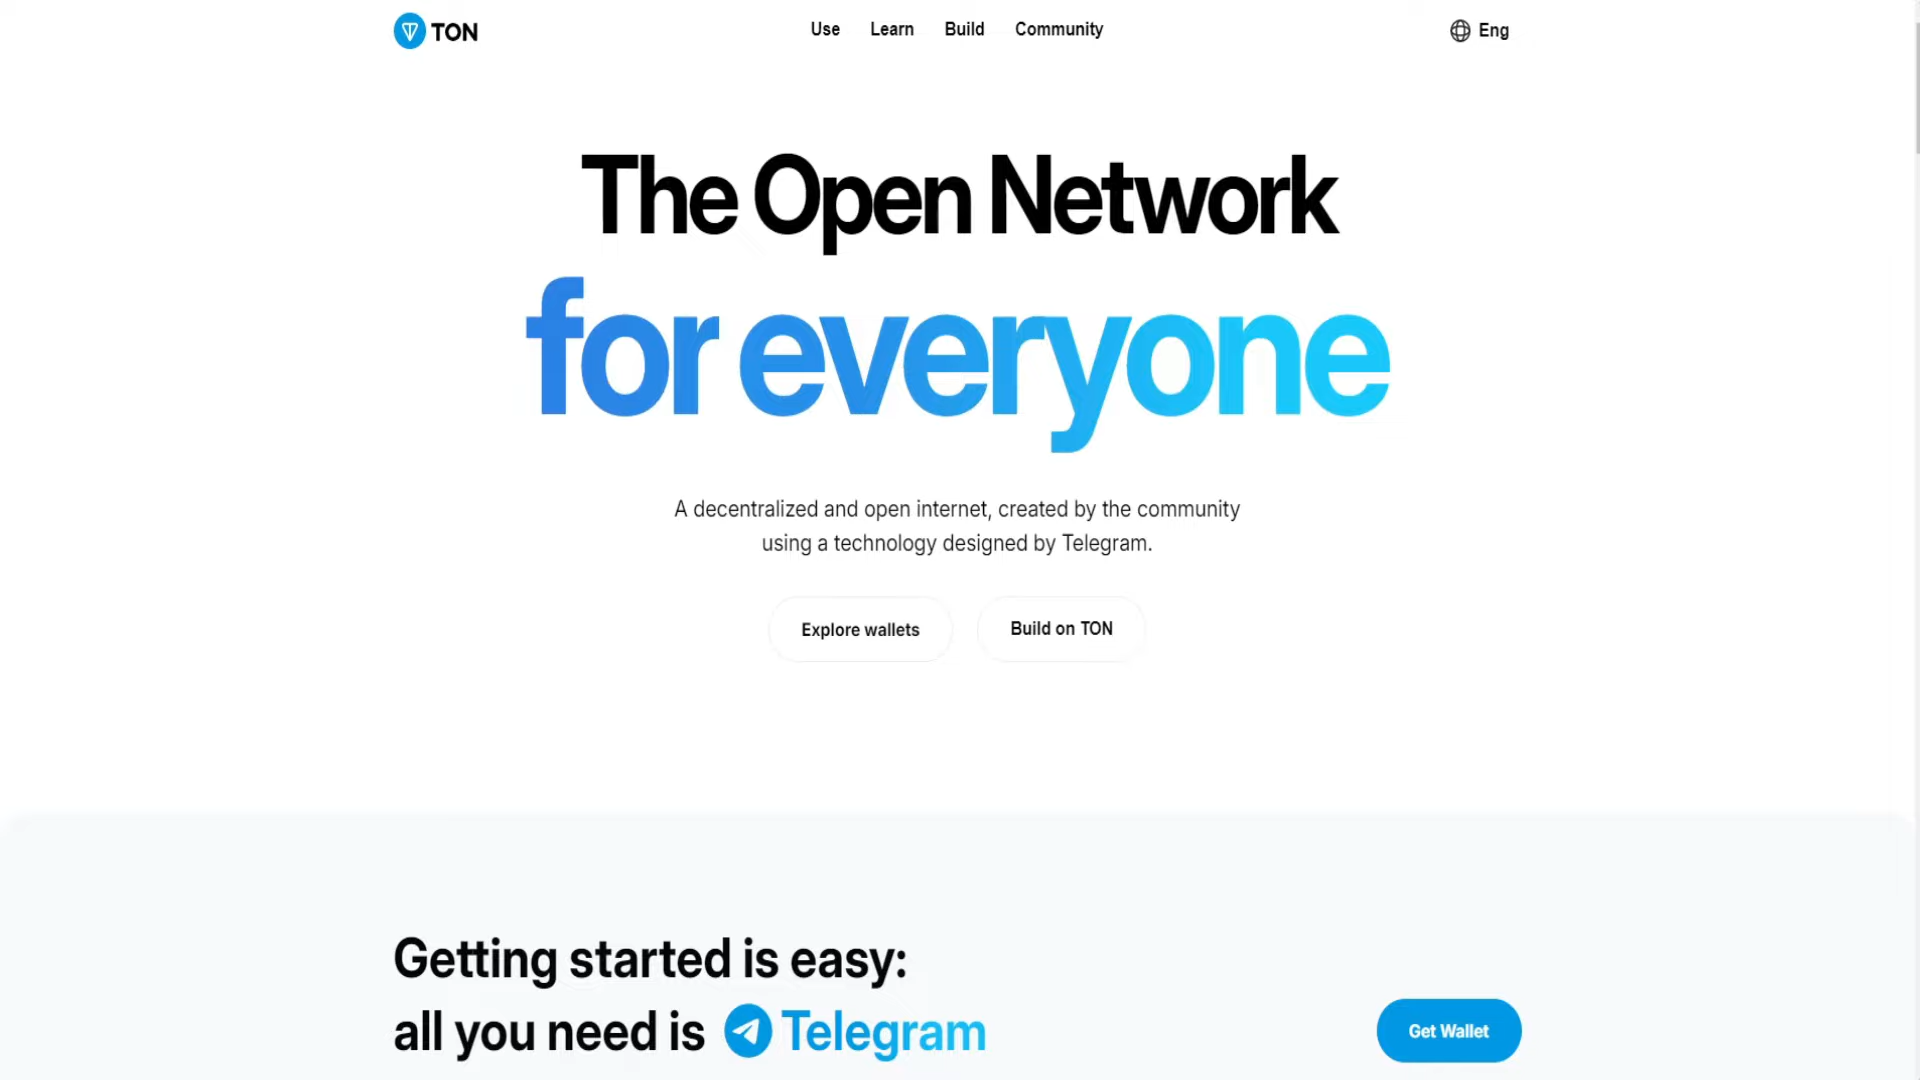 TON
Use
Learn
Build
Community
Eng
The Open Network
for everyone
A decentralized and open internet, created by the community
using a technology designed by Telegram.
Explore wallets
Build on TON
Getting started is easy:
all you need is Telegram
Get Wallet